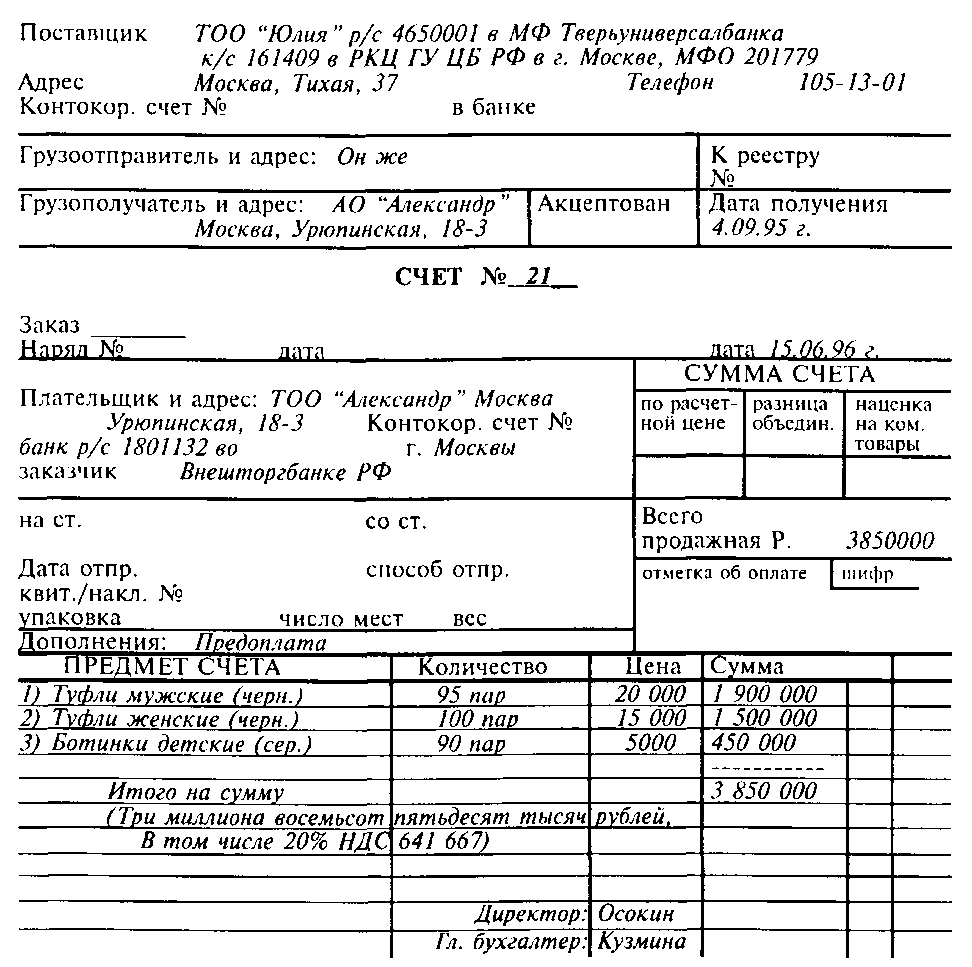 Поставщик ТОО “Юлия” р/с 4650001 в МФ Тверьуниверсалбанка
к/с 161409 в РКЦ ГУ ЦБ РФ в г. Москве, МФО 201779
Адрес Москва, Тихая, 37 Телефон 105-13-01
Контокор. счет № в банке
Грузоотправитель и адрес: Он же
К реестру
№
Грузополучатель и адрес: АО “Александр”
Москва, Урюпинская, 18-3
Акцептован
Дата получения
4.09.95 г.
СЧЕТ № 21
Заказ
Наряд № дата дата 15.06.96 г.
Плательщик и адрес: ТОО “Александр” Москва
Урюпинская, 18-3 Контокор. счет №
банк р/с 1801132 во г. Москвы
заказчик Внешторгбанке РФ
СУММА СЧЕТА
по расчет-
ной цене
разница
объедин.
наценка
на ком.
товары
на ст. со ст.
Дата отпр. способ отпр.
квит./накл. №
упаковка число мест вес
Всего
продажная Р. 3850000
отметка об оплате шифр
Дополнения: Предоплата
ПРЕДМЕТ СЧЕТА Количество Цена Сумма
1) Туфли мужские (черн.) 95 пар 20 000 1 900 000
2) Туфли женские (черн.) 100 пар 15 000 1 500 000
3) Ботинки детские (сер.) 90 пар 5000 450 000
-----------
Итого на сумму 3 850 000
(Три миллиона восемьсот пятьдесят тысяч рублей,
В том числе 20% НДС 641 667)
Директор: Осокин
Гл. бухгалтер: Кузмина